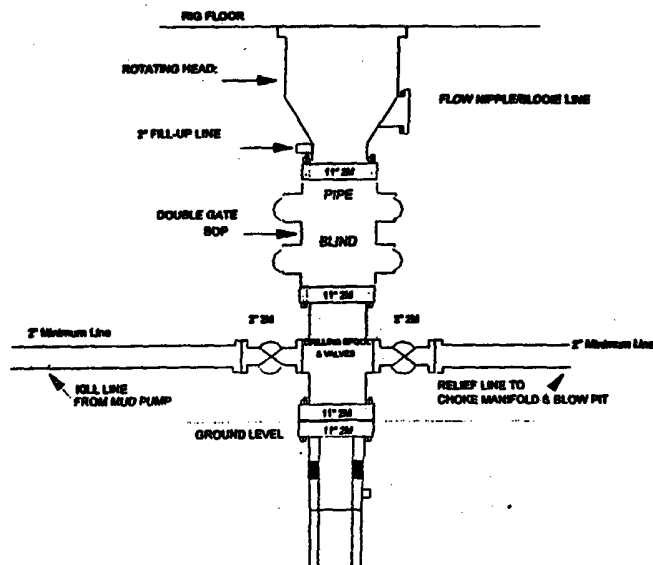 RIG FLOOR
ROTATING HEAD:
FLOW NIPPLE/BLOOIE LINE
2" FILL-UP LINE
11" 2M
PIPE
DOUBLE GATE
BOP
BLIND
11" 2M
2" 2M
2" 2M
2" Minimum Line
2" Minimum Line
DRILLING SPOOL
& VALVES
KILL LINE
FROM MUD PUMP
RELIEF LINE TO
CHOKE MANIFOLD & BLOW PIT
11" 2M
GROUND LEVEL
11" 2M